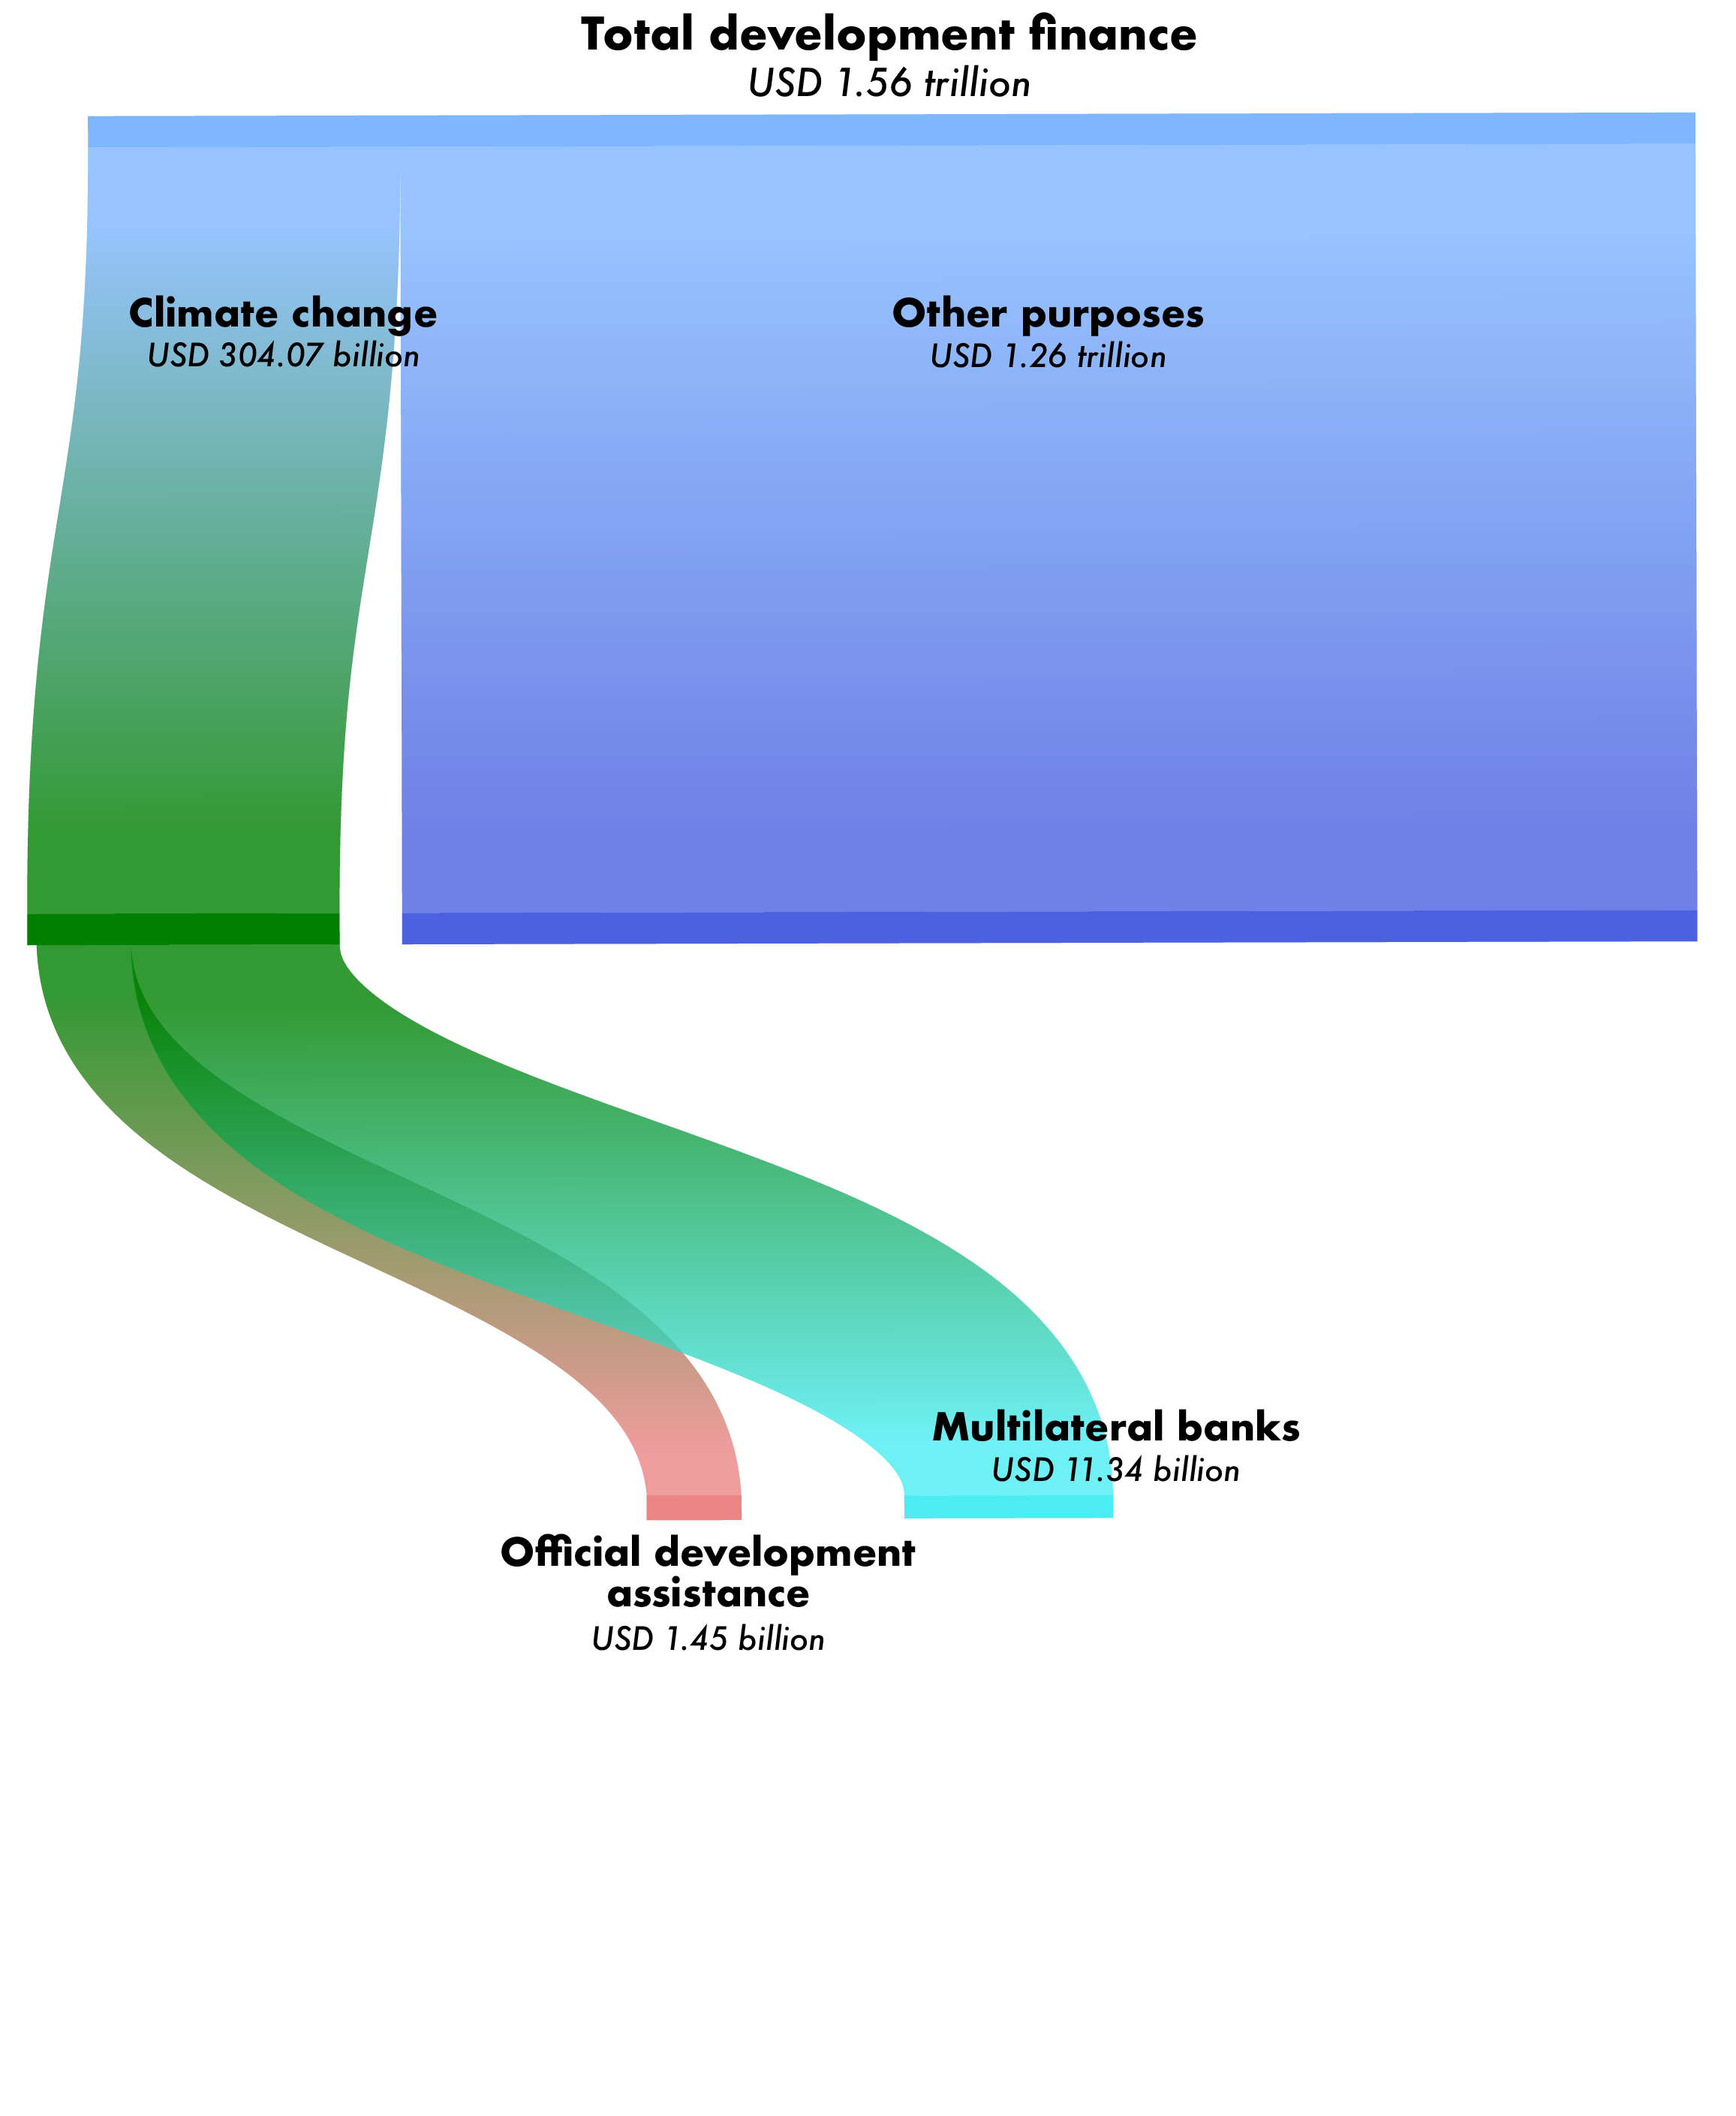 Total development finance
USD 1.56 trillion
Climate change
USD 304.07 billion
Other purposes
USD 1.26 trillion
Multilateral banks
USD 11.34 billion
Official development
assistance
USD 1.45 billion